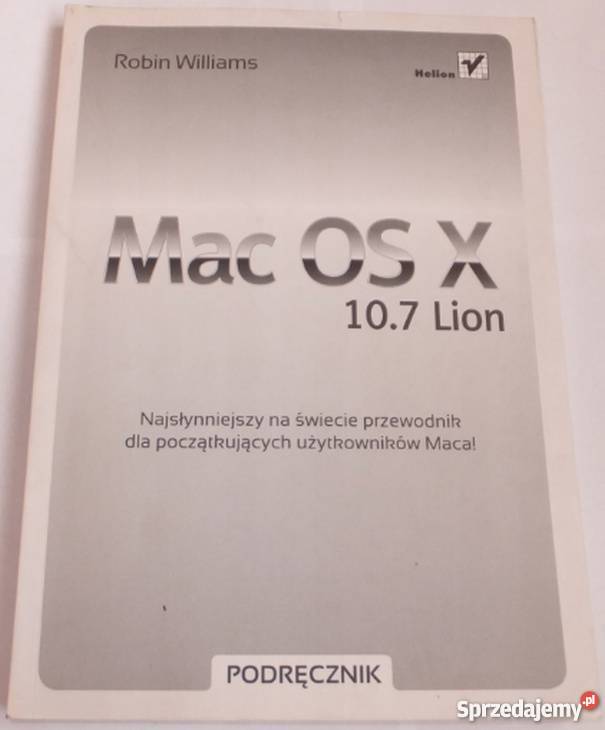 Robin Williams
Helion
Mac OS X
10.7 Lion
Najsłynniejszy na świecie przewodnik
dla początkujących użytkowników Maca!
PODRĘCZNIK
Sprzedajemy.pl